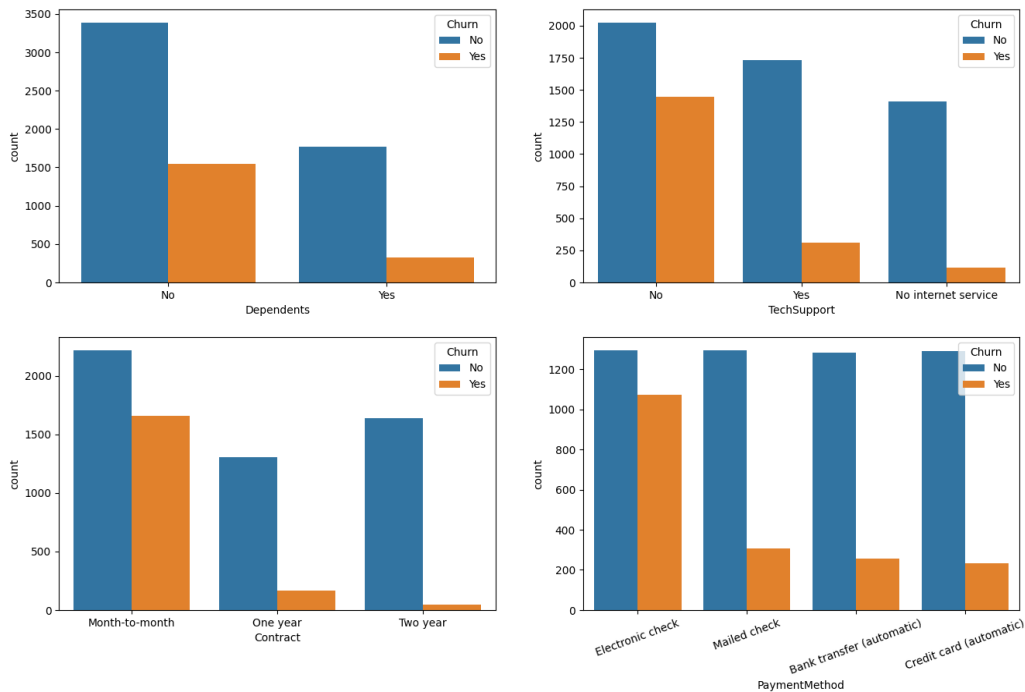 3500
3000
2500
2000
1500
1000
500
0
count
Churn
No
Yes
No Yes
Dependents
2000
1750
1500
1250
1000
750
500
250
0
count
Churn
No
Yes
No Yes No internet service
TechSupport
2000
1500
1000
500
0
count
Churn
No
Yes
Month-to-month One year Two year
Contract
1200
1000
800
600
400
200
0
count
Churn
No
Yes
Electronic check Mailed check Bank transfer (automatic) Credit card (automatic)
PaymentMethod